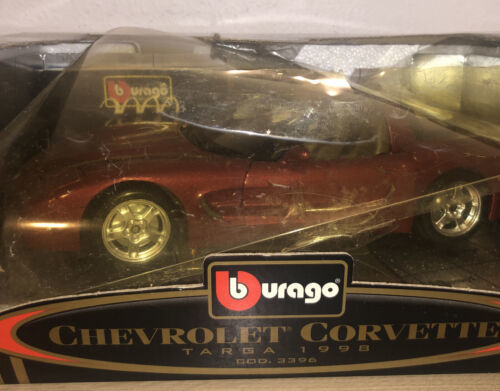 burago
burago
CHEVROLET CORVETTE
TARGA 1998
COD. 3396